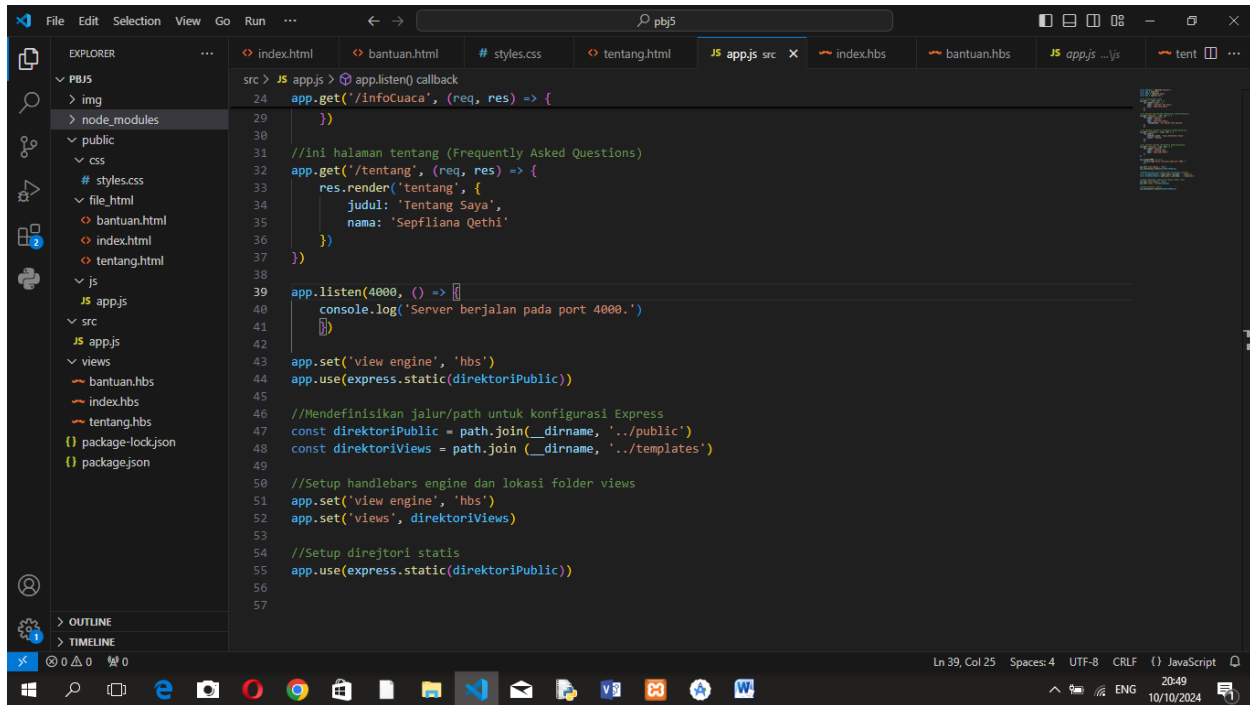 File Edit Selection View Go Run ··· ← → pbj5
EXPLORER ···
PBJ5
img
node_modules
public
css
# styles.css
file_html
<> bantuan.html
<> index.html
<> tentang.html
js
JS app.js
src
JS app.js
views
bantuan.hbs
index.hbs
tentang.hbs
{} package-lock.json
{} package.json
> OUTLINE
> TIMELINE
2
1
<> index.html <> bantuan.html # styles.css <> tentang.html JS app.js src × index.hbs bantuan.hbs JS app.js ...\js tent ···
src > JS app.js > app.listen() callback
24 app.get('/infoCuaca', (req, res) => {
29 })
30
31 //ini halaman tentang (Frequently Asked Questions)
32 app.get('/tentang', (req, res) => {
33 res.render('tentang', {
34 judul: 'Tentang Saya',
35 nama: 'Sepfliana Qethi'
36 })
37 })
38
39 app.listen(4000, () => {
40 console.log('Server berjalan pada port 4000.')
41 })
42
43 app.set('view engine', 'hbs')
44 app.use(express.static(direktoriPublic))
45
46 //Mendefinisikan jalur/path untuk konfigurasi Express
47 const direktoriPublic = path.join(__dirname, '../public')
48 const direktoriViews = path.join (__dirname, '../templates')
49
50 //Setup handlebars engine dan lokasi folder views
51 app.set('view engine', 'hbs')
52 app.set('views', direktoriViews)
53
54 //Setup direjtori statis
55 app.use(express.static(direktoriPublic))
56
57
0 0 0 Ln 39, Col 25 Spaces: 4 UTF-8 CRLF {} JavaScript
ENG 20:49
10/10/2024 1